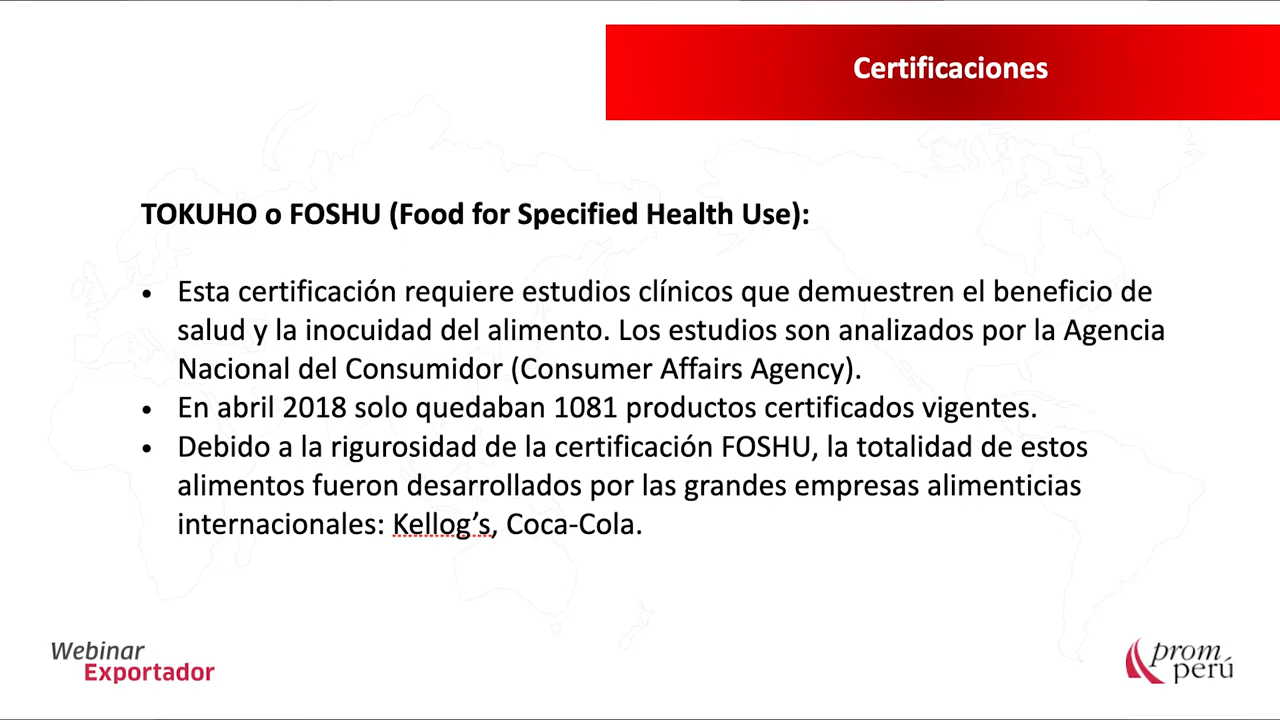 Certificaciones
TOKUHO o FOSHU (Food for Specified Health Use):
• Esta certificación requiere estudios clínicos que demuestren el beneficio de
salud y la inocuidad del alimento. Los estudios son analizados por la Agencia
Nacional del Consumidor (Consumer Affairs Agency).
• En abril 2018 solo quedaban 1081 productos certificados vigentes.
• Debido a la rigurosidad de la certificación FOSHU, la totalidad de estos
alimentos fueron desarrollados por las grandes empresas alimenticias
internacionales: Kellog’s, Coca-Cola.
Webinar
Exportador
prom
perú